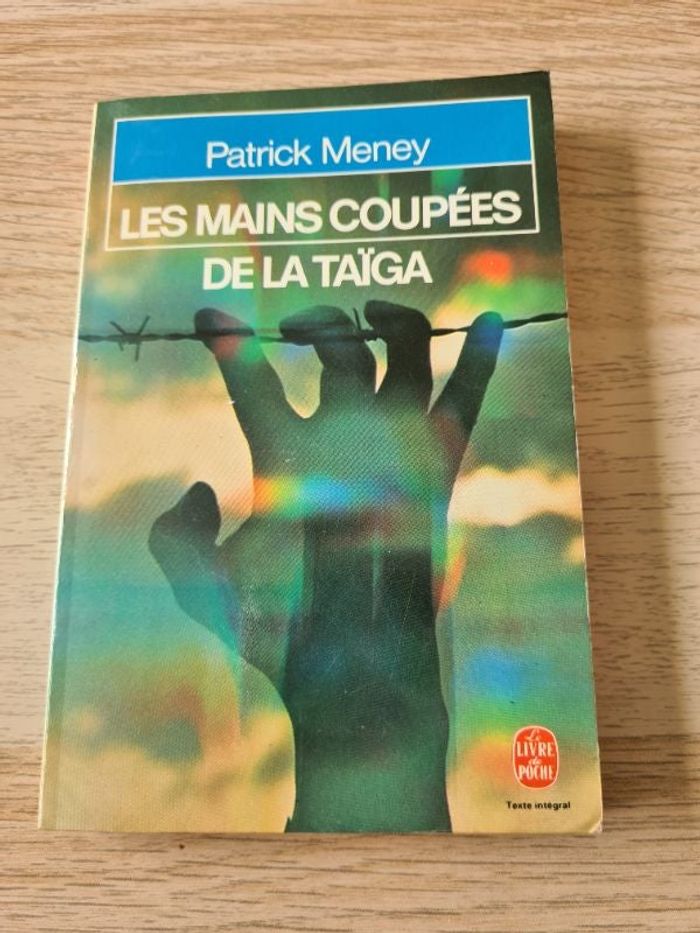 Patrick Meney
LES MAINS COUPÉES
DE LA TAÏGA
Le
LIVRE
de
POCHE
Texte intégral